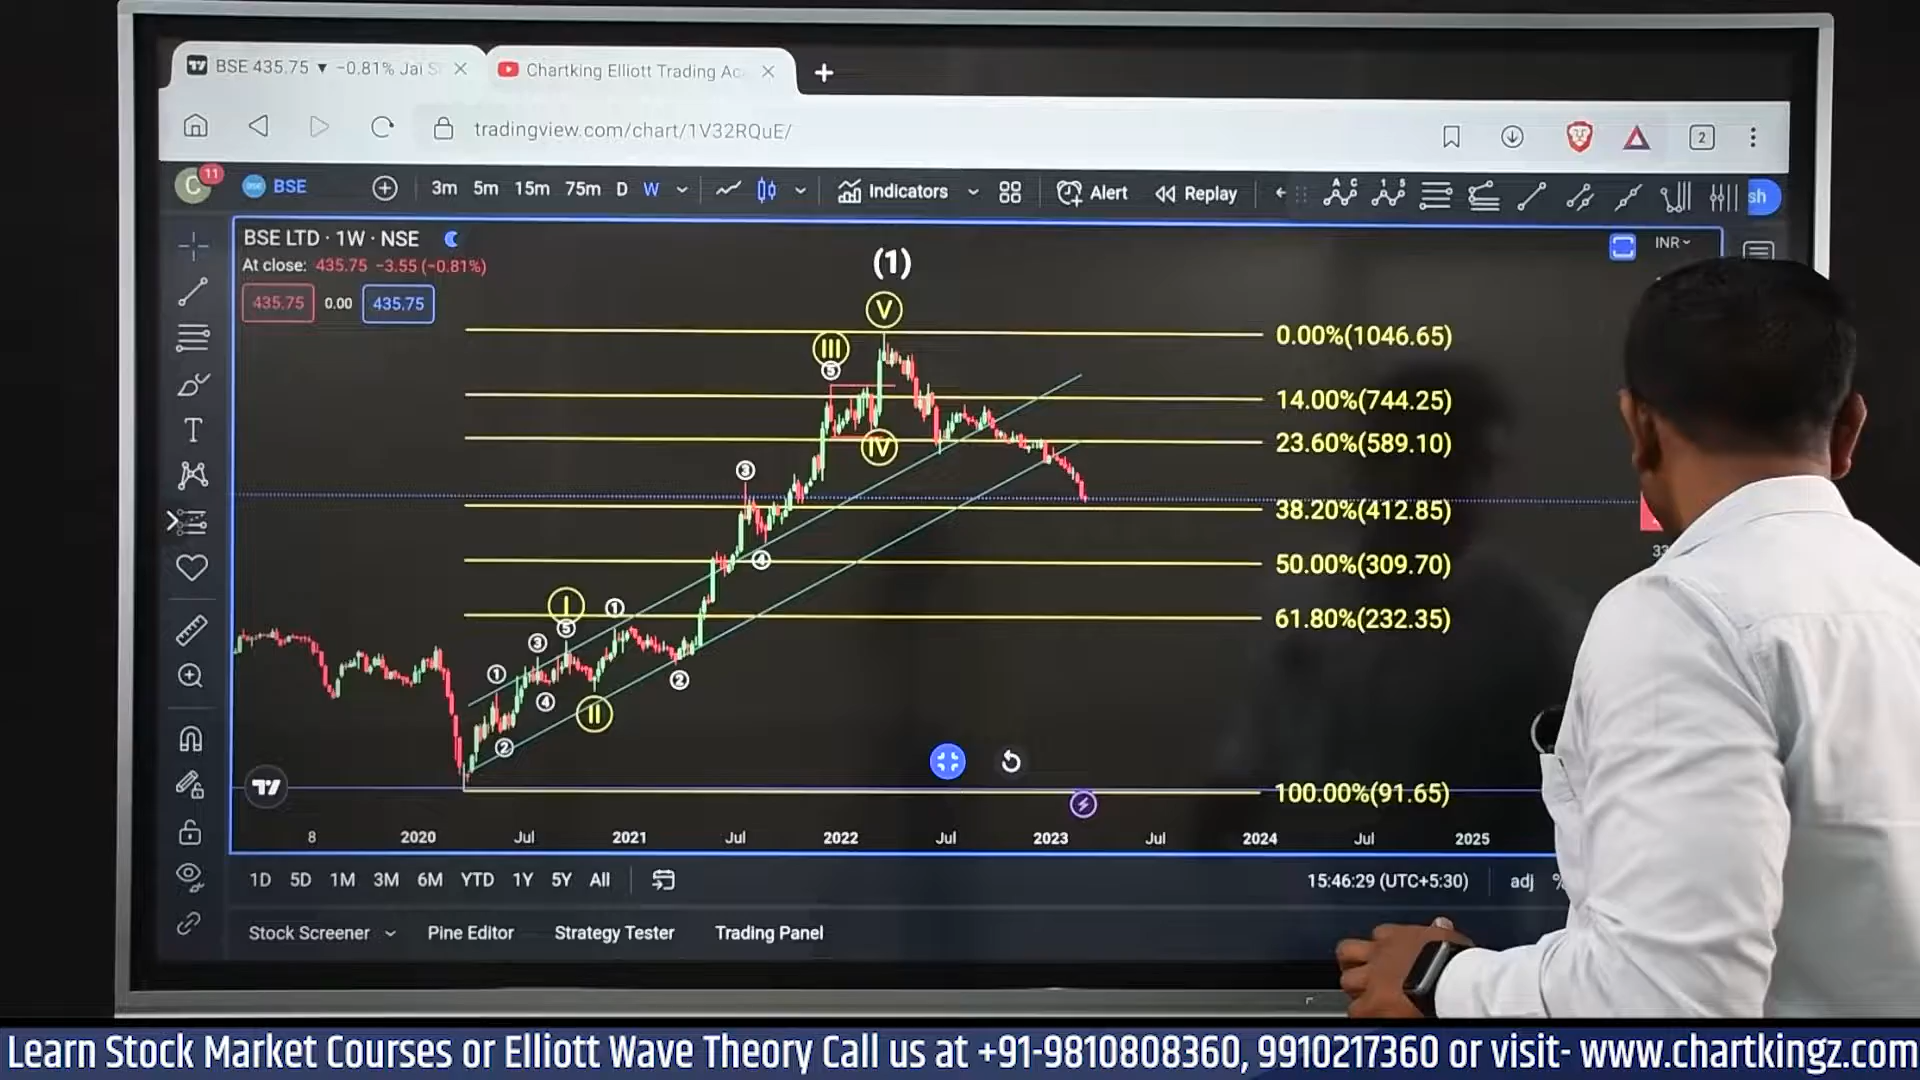 BSE 435.75 ▼ −0.81% Jai S
Chartking Elliott Trading Ac
tradingview.com/chart/1V32RQuE/
2
C 11 BSE 3m 5m 15m 75m D W Indicators Alert Replay sh
BSE LTD · 1W · NSE
INR
At close: 435.75 −3.55 (−0.81%)
435.75 0.00 435.75
(1)
V
0.00%(1046.65)
III
5
14.00%(744.25)
IV
23.60%(589.10)
3
38.20%(412.85)
4
50.00%(309.70)
I
1
61.80%(232.35)
5
3
1
2
4
II
2
100.00%(91.65)
8 2020 Jul 2021 Jul 2022 Jul 2023 Jul 2024 Jul 2025
1D 5D 1M 3M 6M YTD 1Y 5Y All 15:46:29 (UTC+5:30) adj %
Stock Screener Pine Editor Strategy Tester Trading Panel
Learn Stock Market Courses or Elliott Wave Theory Call us at +91-9810808360, 9910217360 or visit- www.chartkingz.com